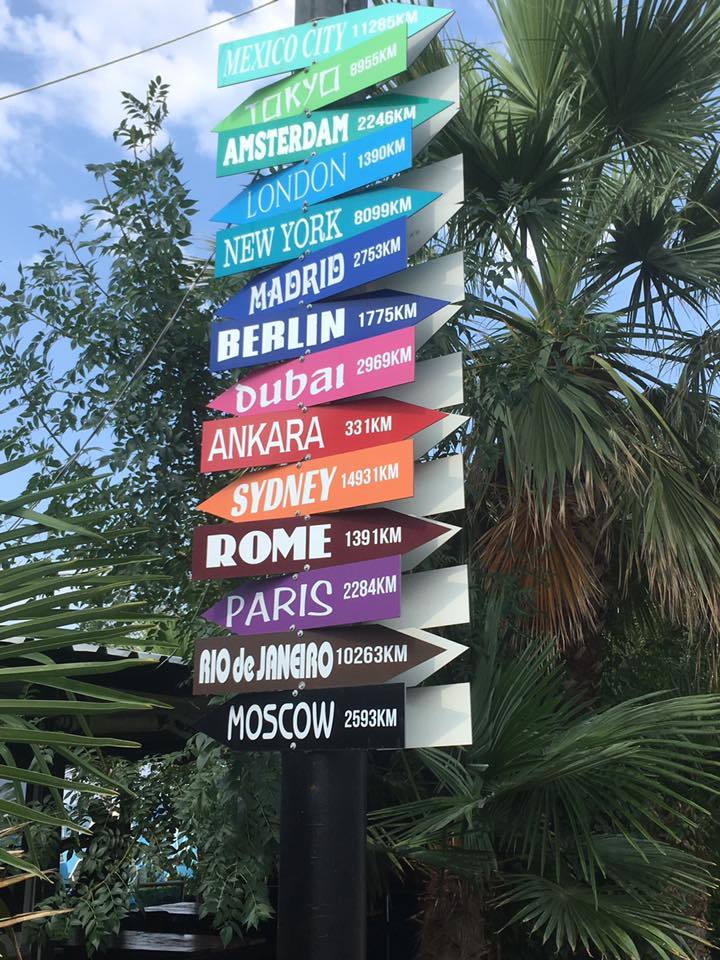 MEXICO CITY 11285KM
TOKYO 8955KM
AMSTERDAM 2246KM
LONDON 1390KM
NEW YORK 8099KM
MADRID 2753KM
BERLIN 1775KM
DUBAI 2969KM
ANKARA 331KM
SYDNEY 14931KM
ROME 1391KM
PARIS 2284KM
RIO de JANEIRO 10263KM
MOSCOW 2593KM